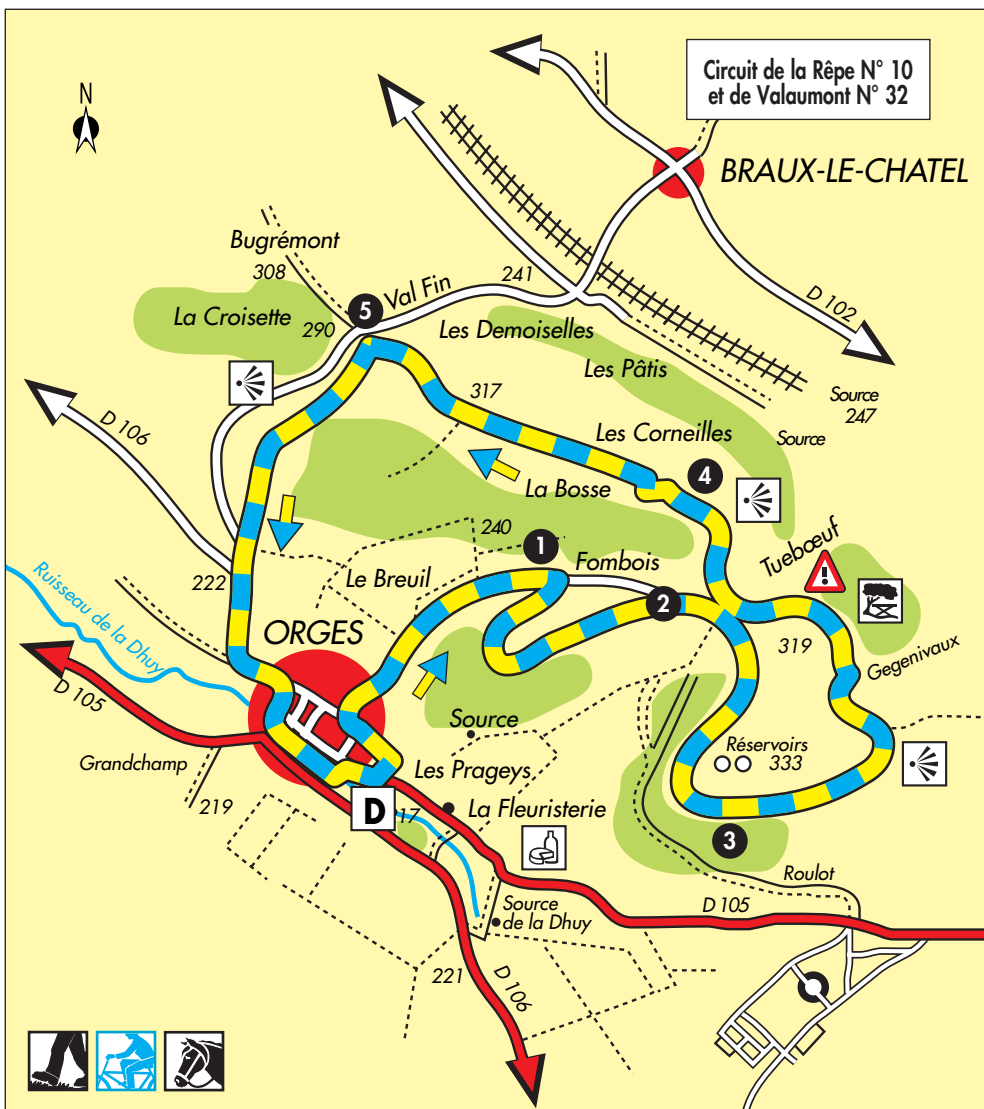 Circuit de la Rêpe N° 10
et de Valaumont N° 32
N
BRAUX-LE-CHATEL
Bugrémont
308
La Croisette
290
5
Val Fin
241
D 102
Les Demoiselles
Les Pâtis
Source
247
317
Les Corneilles
Source
D 106
4
La Bosse
240
1
Tuebœuf
Fombois
222
Le Breuil
2
Ruisseau de la Dhuy
ORGES
319
Gegenivaux
D 105
Source
Réservoirs
333
Grandchamp
Les Prageys
219
D
17
La Fleuristerie
3
Roulot
D 105
Source
de la Dhuy
221
D 106